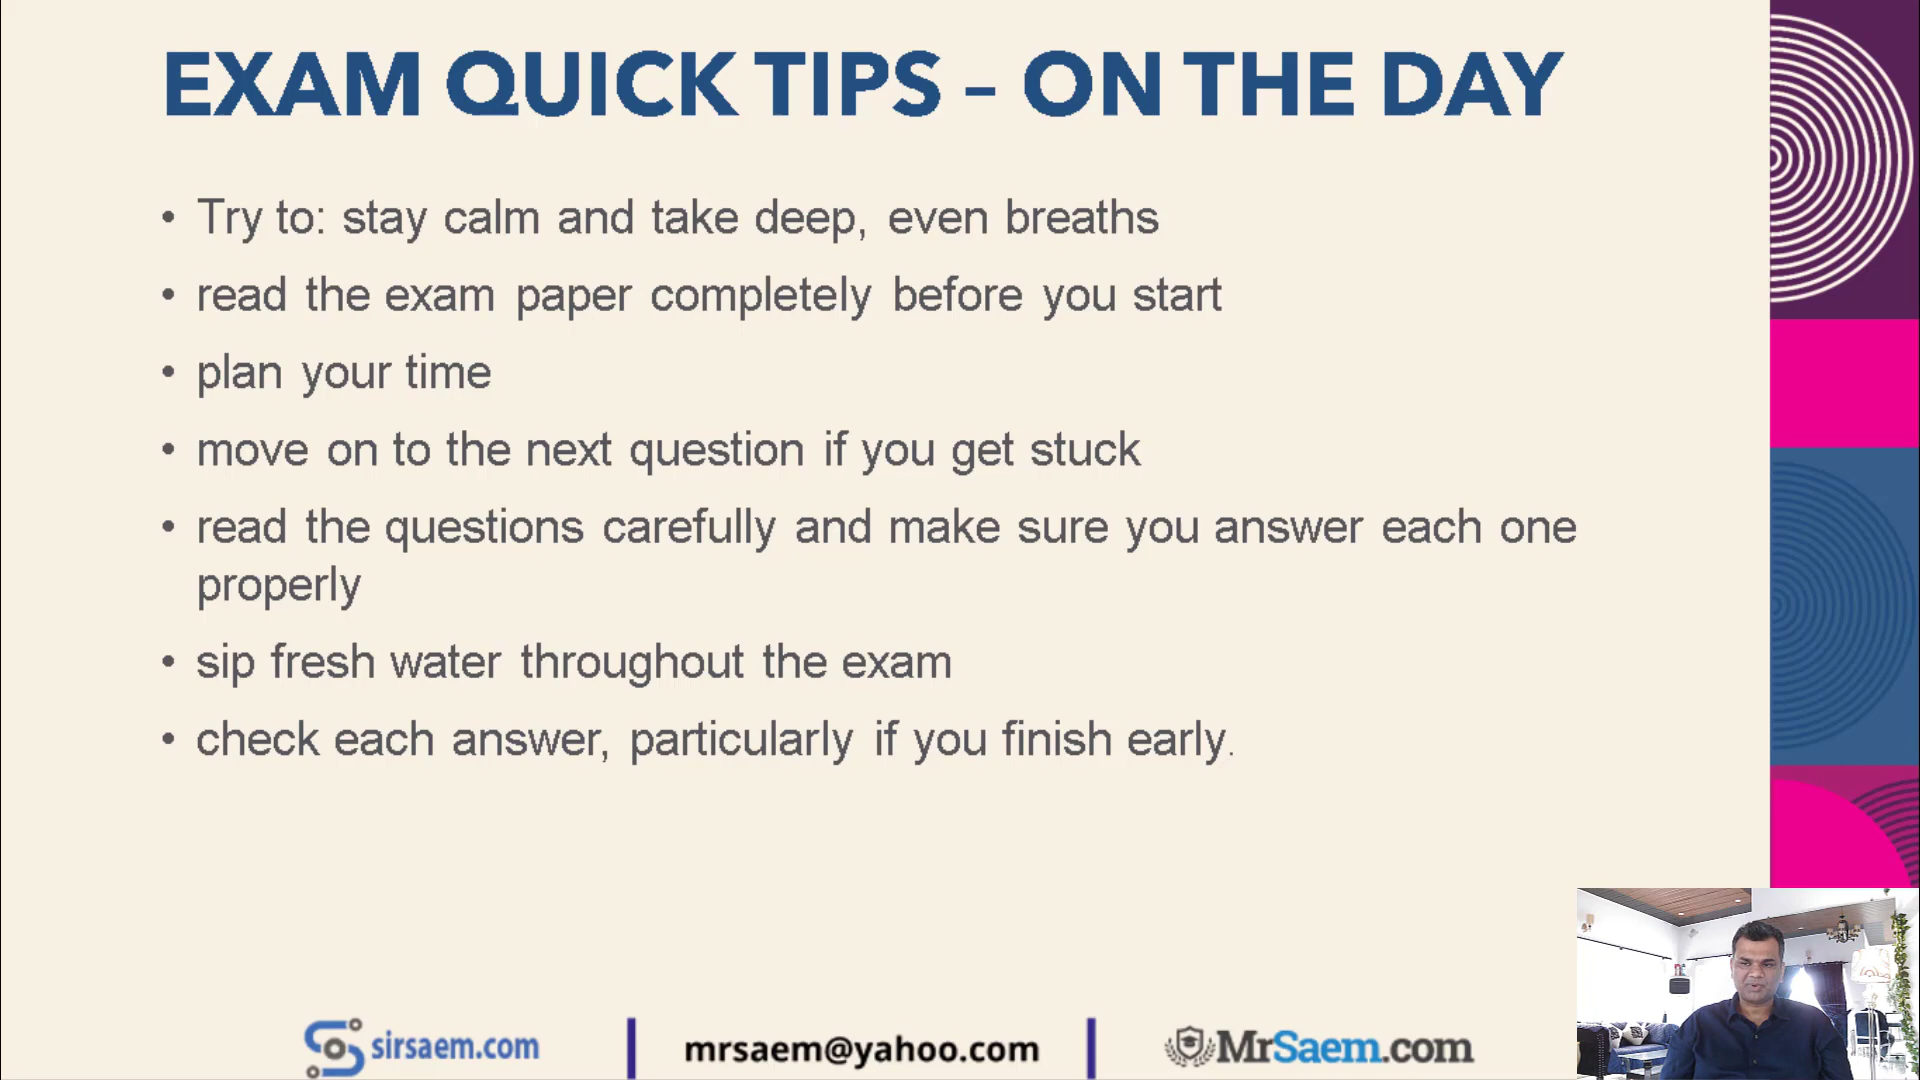 EXAM QUICK TIPS – ON THE DAY
• Try to: stay calm and take deep, even breaths
• read the exam paper completely before you start
• plan your time
• move on to the next question if you get stuck
• read the questions carefully and make sure you answer each one
properly
• sip fresh water throughout the exam
• check each answer, particularly if you finish early.
sirsaem.com
mrsaem@yahoo.com
MrSaem.com